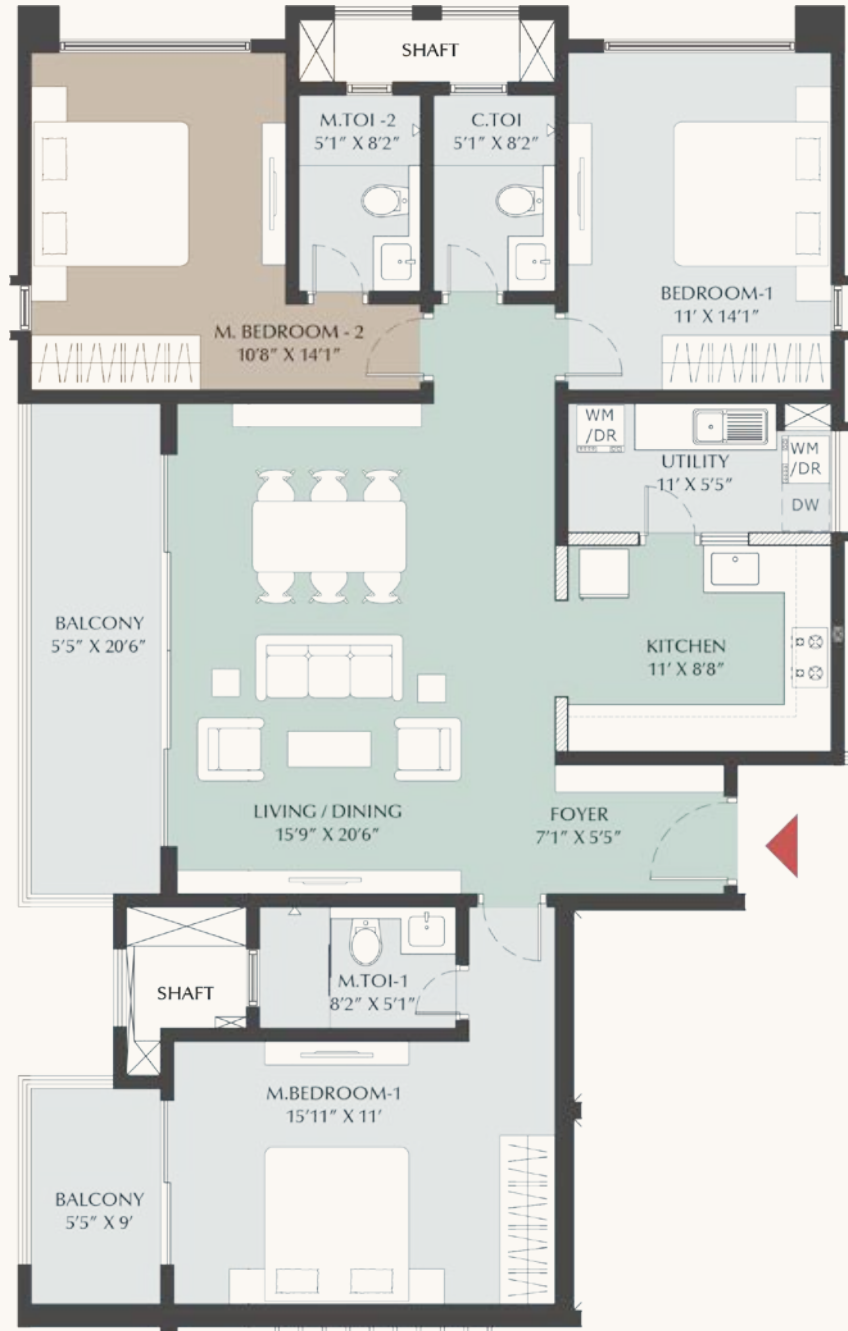 SHAFT
M.TOI -2
5'1" X 8'2"
C.TOI
5'1" X 8'2"
BEDROOM-1
11' X 14'1"
M. BEDROOM - 2
10'8" X 14'1"
WM
/DR
UTILITY
11' X 5'5"
WM
/DR
DW
BALCONY
5'5" X 20'6"
KITCHEN
11' X 8'8"
LIVING / DINING
15'9" X 20'6"
FOYER
7'1" X 5'5"
SHAFT
M.TOI-1
8'2" X 5'1"
M.BEDROOM-1
15'11" X 11'
BALCONY
5'5" X 9'